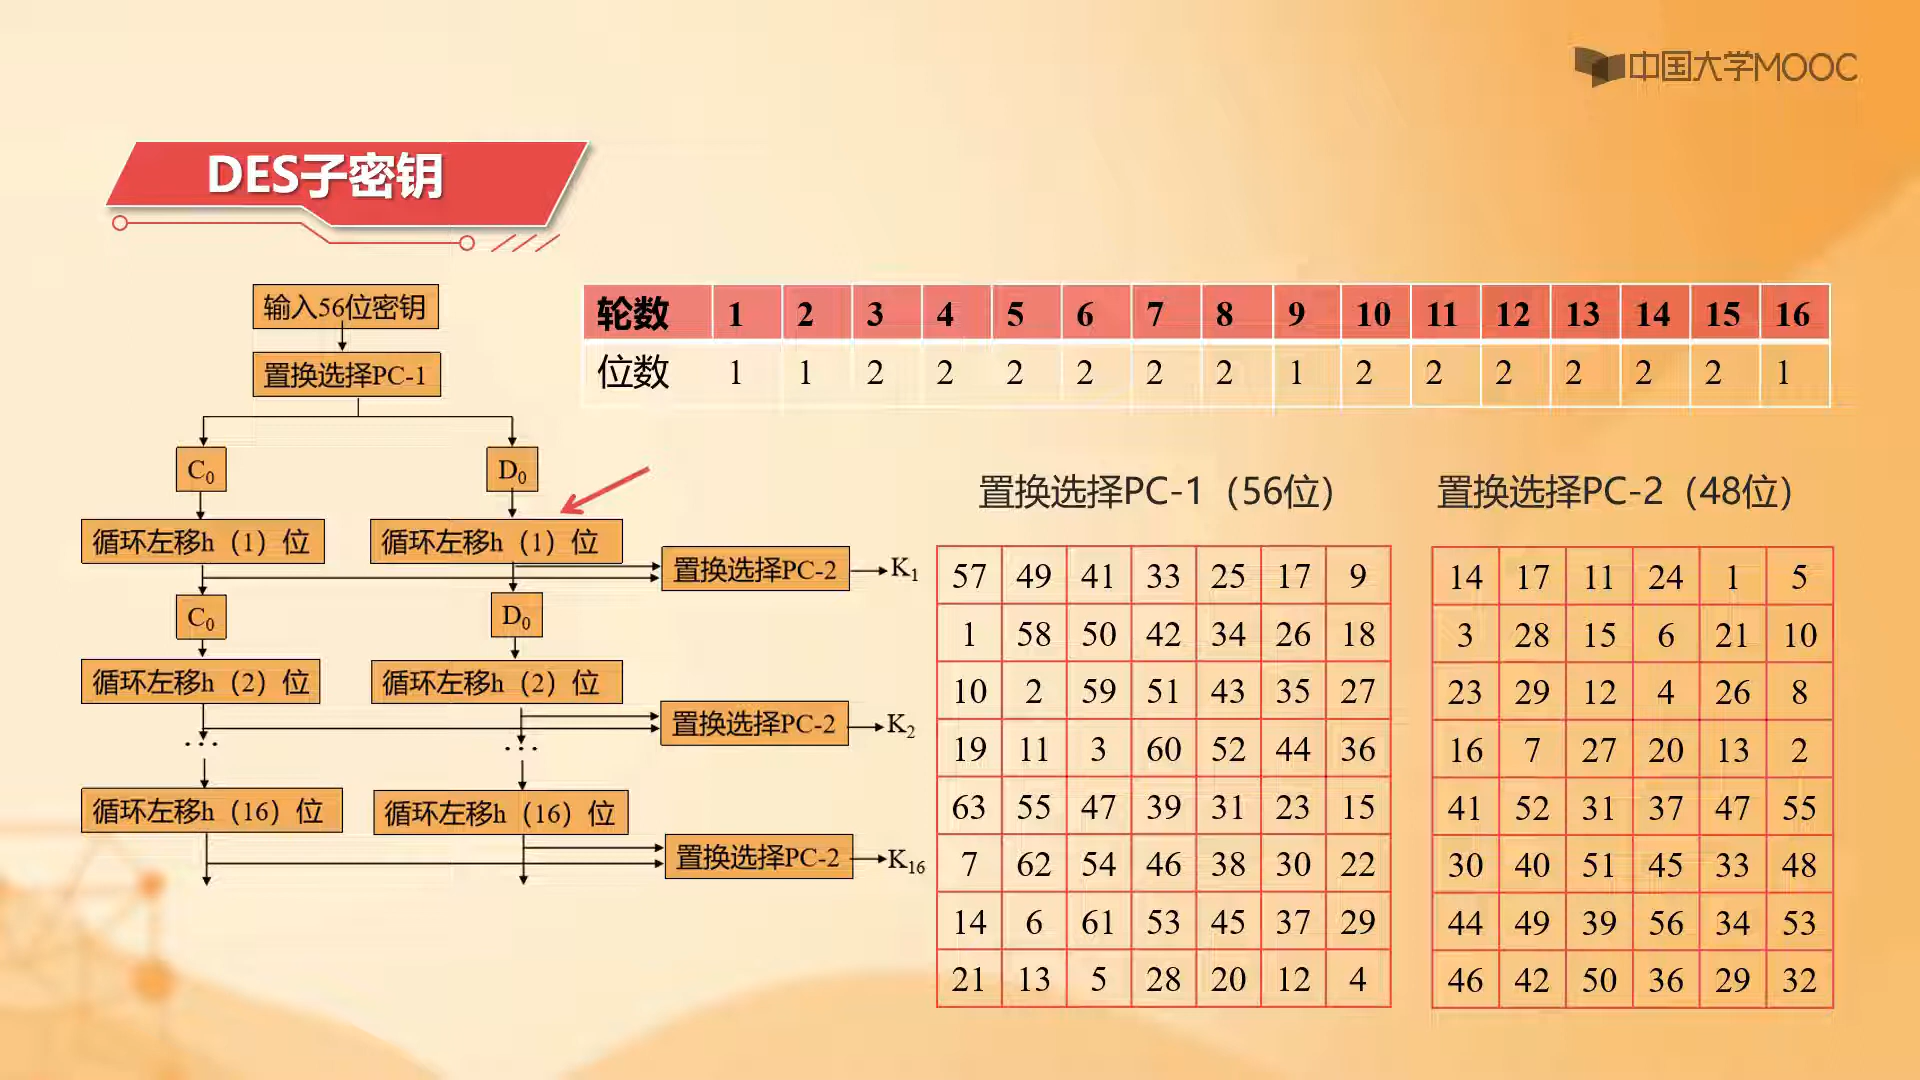 中国大学MOOC
DES子密钥
输入56位密钥
置换选择PC-1
C0
D0
循环左移h（1）位
循环左移h（1）位
置换选择PC-2
K1
C0
D0
循环左移h（2）位
循环左移h（2）位
置换选择PC-2
K2
…
…
循环左移h（16）位
循环左移h（16）位
置换选择PC-2
K16
轮数 1 2 3 4 5 6 7 8 9 10 11 12 13 14 15 16
位数 1 1 2 2 2 2 2 2 1 2 2 2 2 2 2 1
置换选择PC-1（56位）
57 49 41 33 25 17 9
1 58 50 42 34 26 18
10 2 59 51 43 35 27
19 11 3 60 52 44 36
63 55 47 39 31 23 15
7 62 54 46 38 30 22
14 6 61 53 45 37 29
21 13 5 28 20 12 4
置换选择PC-2（48位）
14 17 11 24 1 5
3 28 15 6 21 10
23 29 12 4 26 8
16 7 27 20 13 2
41 52 31 37 47 55
30 40 51 45 33 48
44 49 39 56 34 53
46 42 50 36 29 32